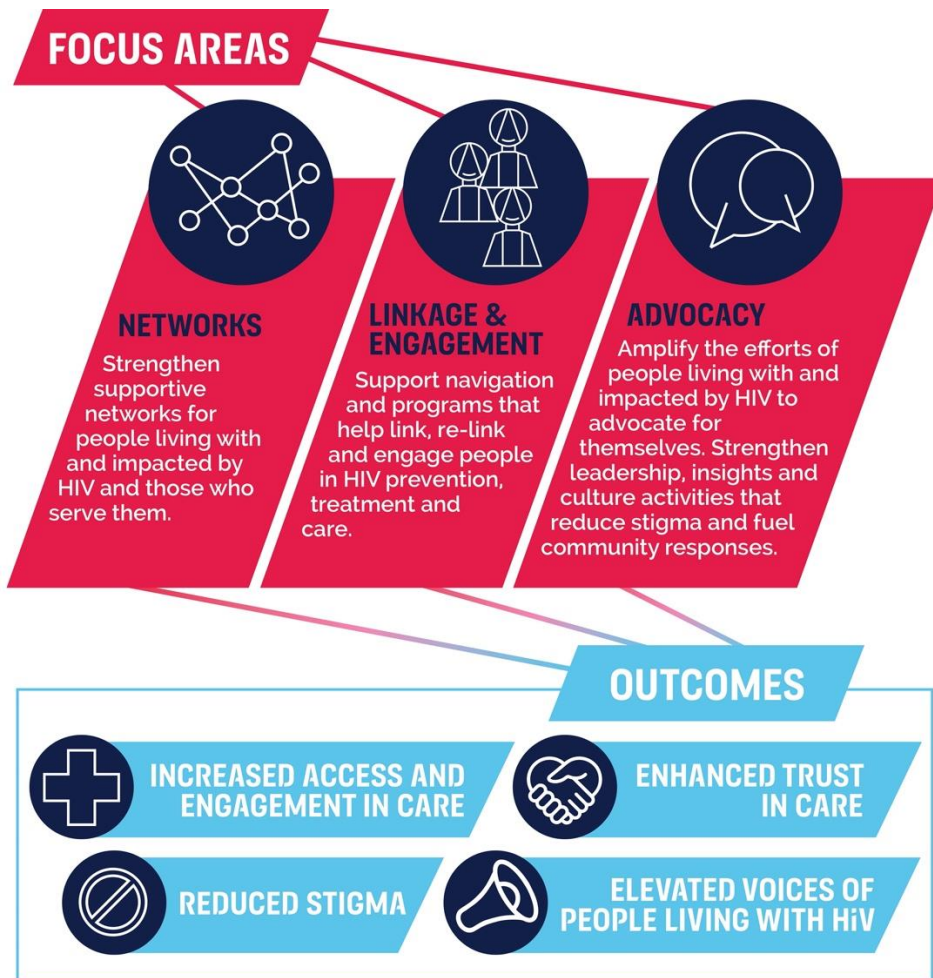 FOCUS AREAS
NETWORKS
Strengthen
supportive
networks for
people living with
and impacted by
HIV and those who
serve them.
LINKAGE &
ENGAGEMENT
Support navigation
and programs that
help link, re-link
and engage people
in HIV prevention,
treatment and
care.
ADVOCACY
Amplify the efforts of
people living with and
impacted by HIV to
advocate for
themselves. Strengthen
leadership, insights and
culture activities that
reduce stigma and fuel
community responses.
OUTCOMES
INCREASED ACCESS AND
ENGAGEMENT IN CARE
ENHANCED TRUST
IN CARE
REDUCED STIGMA
ELEVATED VOICES OF
PEOPLE LIVING WITH HiV